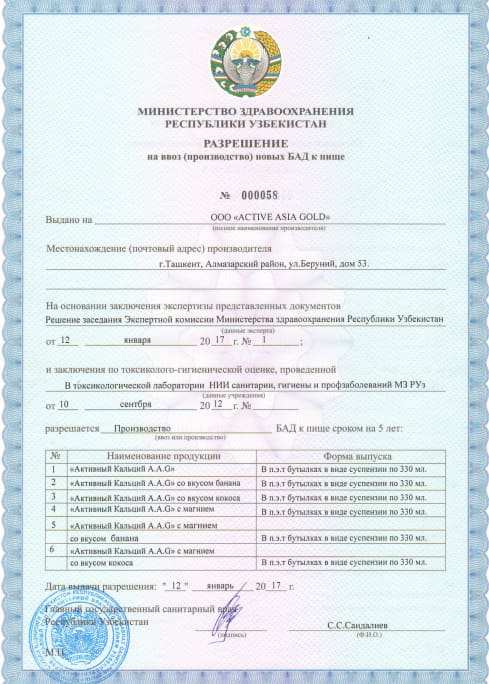 МИНИСТЕРСТВО ЗДРАВООХРАНЕНИЯ
РЕСПУБЛИКИ УЗБЕКИСТАН
РАЗРЕШЕНИЕ
на ввоз (производство) новых БАД к пище
№ 000058
Выдано на ООО «ACTIVE ASIA GOLD»
(полное наименование производителя)
Местонахождение (почтовый адрес) производителя
г.Ташкент, Алмазарский район, ул.Беруний, дом 53.
На основании заключения экспертизы представленных документов
Решение заседания Экспертной комиссии Министерства здравоохранения Республики Узбекистан
(данные эксперта)
от 12 января 2017 г. № 1 ;
и заключения по токсиколого-гигиенической оценке, проведенной
В токсикологической лаборатории НИИ санитарии, гигиены и профзаболеваний МЗ РУз
(данные учреждения)
от 10 сентбря 2012 г. №
разрешается Производство БАД к пище сроком на 5 лет:
(ввоз или производство)
№ Наименование продукции Форма выпуска
1 «Активный Кальций A.A.G» В п.э.т бутылках в виде суспензии по 330 мл.
2 «Активный Кальций A.A.G» со вкусом банана В п.э.т бутылках в виде суспензии по 330 мл.
3 «Активный Кальций A.A.G» со вкусом кокоса В п.э.т бутылках в виде суспензии по 330 мл.
4 «Активный Кальций A.A.G» с магнием В п.э.т бутылках в виде суспензии по 330 мл.
5 «Активный Кальций A.A.G» с магнием
со вкусом банана В п.э.т бутылках в виде суспензии по 330 мл.
6 «Активный Кальций A.A.G» с магнием
со вкусом кокоса В п.э.т бутылках в виде суспензии по 330 мл.
Дата выдачи разрешения: "12" январь 2017 г.
Главный государственный санитарный врач
Республики Узбекистан С.С.Саидалиев
(подпись) (Ф.И.О.)
М.П.